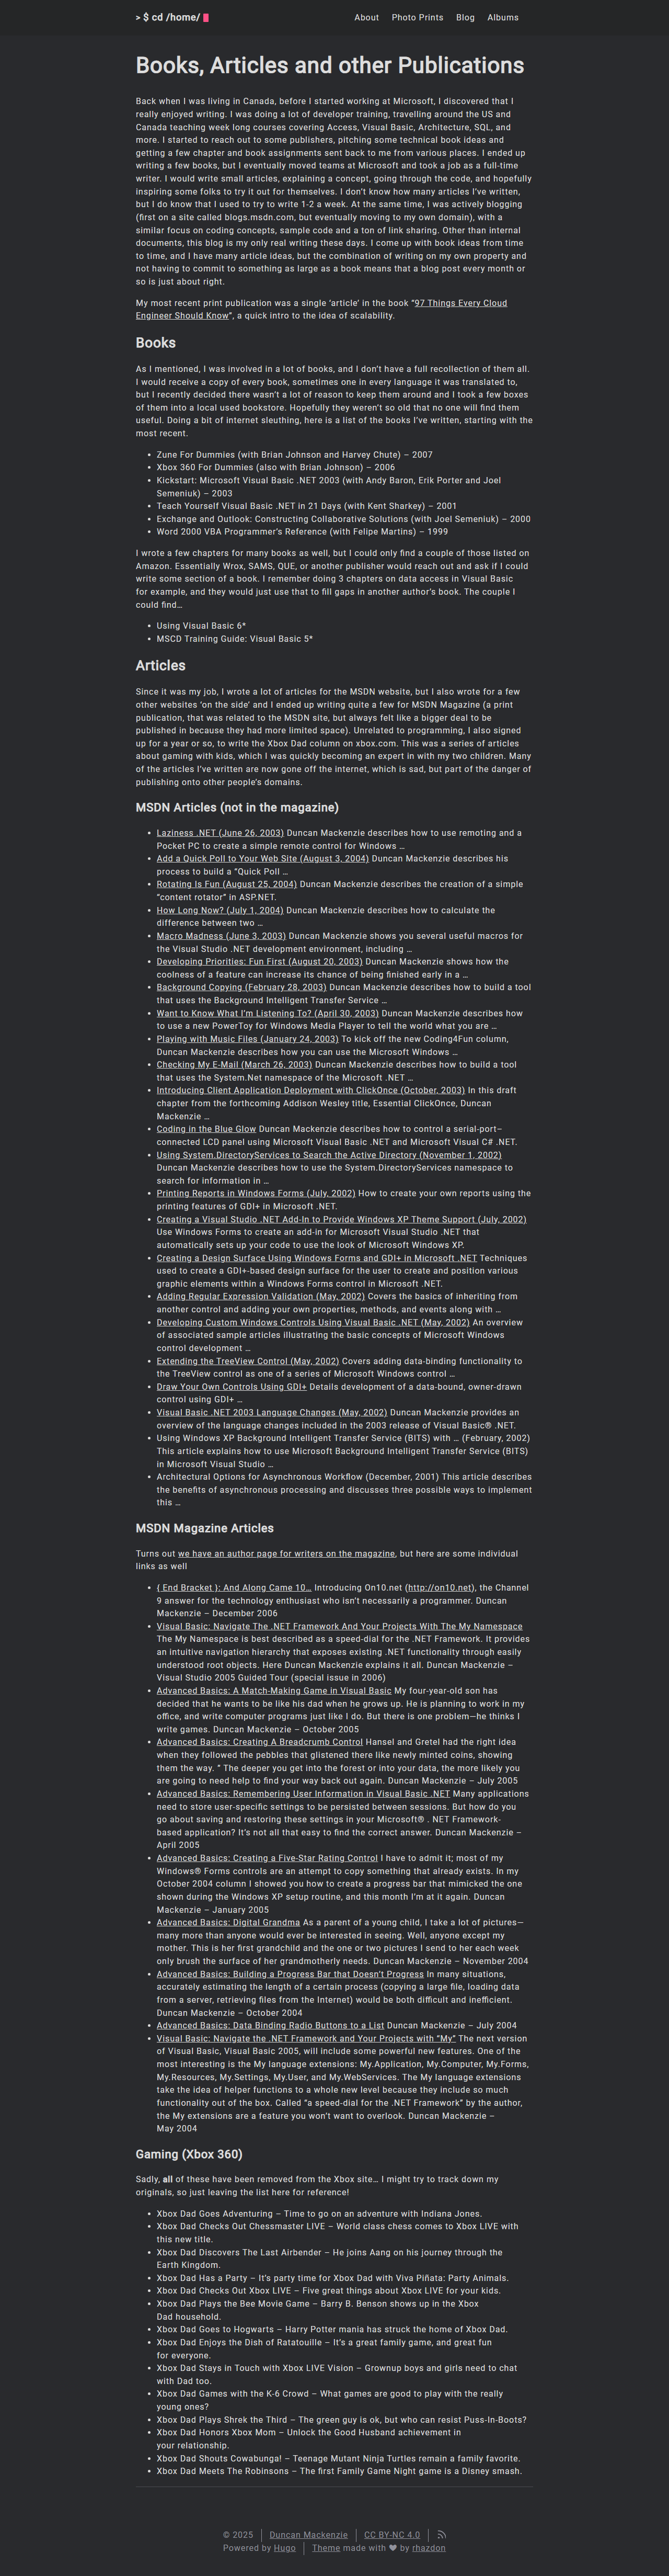 > $ cd /home/
About Photo Prints Blog Albums
Books, Articles and other Publications
Back when I was living in Canada, before I started working at Microsoft, I discovered that I
really enjoyed writing. I was doing a lot of developer training, travelling around the US and
Canada teaching week long courses covering Access, Visual Basic, Architecture, SQL, and
more. I started to reach out to some publishers, pitching some technical book ideas and
getting a few chapter and book assignments sent back to me from various places. I ended up
writing a few books, but I eventually moved teams at Microsoft and took a job as a full-time
writer. I would write small articles, explaining a concept, going through the code, and hopefully
inspiring some folks to try it out for themselves. I don’t know how many articles I’ve written,
but I do know that I used to try to write 1-2 a week. At the same time, I was actively blogging
(first on a site called blogs.msdn.com, but eventually moving to my own domain), with a
similar focus on coding concepts, sample code and a ton of link sharing. Other than internal
documents, this blog is my only real writing these days. I come up with book ideas from time
to time, and I have many article ideas, but the combination of writing on my own property and
not having to commit to something as large as a book means that a blog post every month or
so is just about right.
My most recent print publication was a single ‘article’ in the book “97 Things Every Cloud
Engineer Should Know”, a quick intro to the idea of scalability.
Books
As I mentioned, I was involved in a lot of books, and I don’t have a full recollection of them all.
I would receive a copy of every book, sometimes one in every language it was translated to,
but I recently decided there wasn’t a lot of reason to keep them around and I took a few boxes
of them into a local used bookstore. Hopefully they weren’t so old that no one will find them
useful. Doing a bit of internet sleuthing, here is a list of the books I’ve written, starting with the
most recent.
• Zune For Dummies (with Brian Johnson and Harvey Chute) – 2007
• Xbox 360 For Dummies (also with Brian Johnson) – 2006
• Kickstart: Microsoft Visual Basic .NET 2003 (with Andy Baron, Erik Porter and Joel
Semeniuk) – 2003
• Teach Yourself Visual Basic .NET in 21 Days (with Kent Sharkey) – 2001
• Exchange and Outlook: Constructing Collaborative Solutions (with Joel Semeniuk) – 2000
• Word 2000 VBA Programmer’s Reference (with Felipe Martins) – 1999
I wrote a few chapters for many books as well, but I could only find a couple of those listed on
Amazon. Essentially Wrox, SAMS, QUE, or another publisher would reach out and ask if I could
write some section of a book. I remember doing 3 chapters on data access in Visual Basic
for example, and they would just use that to fill gaps in another author’s book. The couple I
could find…
• Using Visual Basic 6*
• MSCD Training Guide: Visual Basic 5*
Articles
Since it was my job, I wrote a lot of articles for the MSDN website, but I also wrote for a few
other websites ‘on the side’ and I ended up writing quite a few for MSDN Magazine (a print
publication, that was related to the MSDN site, but always felt like a bigger deal to be
published in because they had more limited space). Unrelated to programming, I also signed
up for a year or so, to write the Xbox Dad column on xbox.com. This was a series of articles
about gaming with kids, which I was quickly becoming an expert in with my two children. Many
of the articles I’ve written are now gone off the internet, which is sad, but part of the danger of
publishing onto other people’s domains.
MSDN Articles (not in the magazine)
• Laziness .NET (June 26, 2003) Duncan Mackenzie describes how to use remoting and a
Pocket PC to create a simple remote control for Windows …
• Add a Quick Poll to Your Web Site (August 3, 2004) Duncan Mackenzie describes his
process to build a “Quick Poll …
• Rotating Is Fun (August 25, 2004) Duncan Mackenzie describes the creation of a simple
“content rotator” in ASP.NET.
• How Long Now? (July 1, 2004) Duncan Mackenzie describes how to calculate the
difference between two …
• Macro Madness (June 3, 2003) Duncan Mackenzie shows you several useful macros for
the Visual Studio .NET development environment, including …
• Developing Priorities: Fun First (August 20, 2003) Duncan Mackenzie shows how the
coolness of a feature can increase its chance of being finished early in a …
• Background Copying (February 28, 2003) Duncan Mackenzie describes how to build a tool
that uses the Background Intelligent Transfer Service …
• Want to Know What I’m Listening To? (April 30, 2003) Duncan Mackenzie describes how
to use a new PowerToy for Windows Media Player to tell the world what you are …
• Playing with Music Files (January 24, 2003) To kick off the new Coding4Fun column,
Duncan Mackenzie describes how you can use the Microsoft Windows …
• Checking My E-Mail (March 26, 2003) Duncan Mackenzie describes how to build a tool
that uses the System.Net namespace of the Microsoft .NET …
• Introducing Client Application Deployment with ClickOnce (October, 2003) In this draft
chapter from the forthcoming Addison Wesley title, Essential ClickOnce, Duncan
Mackenzie …
• Coding in the Blue Glow Duncan Mackenzie describes how to control a serial-port–
connected LCD panel using Microsoft Visual Basic .NET and Microsoft Visual C# .NET.
• Using System.DirectoryServices to Search the Active Directory (November 1, 2002)
Duncan Mackenzie describes how to use the System.DirectoryServices namespace to
search for information in …
• Printing Reports in Windows Forms (July, 2002) How to create your own reports using the
printing features of GDI+ in Microsoft .NET.
• Creating a Visual Studio .NET Add-In to Provide Windows XP Theme Support (July, 2002)
Use Windows Forms to create an add-in for Microsoft Visual Studio .NET that
automatically sets up your code to use the look of Microsoft Windows XP.
• Creating a Design Surface Using Windows Forms and GDI+ in Microsoft .NET Techniques
used to create a GDI+-based design surface for the user to create and position various
graphic elements within a Windows Forms control in Microsoft .NET.
• Adding Regular Expression Validation (May, 2002) Covers the basics of inheriting from
another control and adding your own properties, methods, and events along with …
• Developing Custom Windows Controls Using Visual Basic .NET (May, 2002) An overview
of associated sample articles illustrating the basic concepts of Microsoft Windows
control development …
• Extending the TreeView Control (May, 2002) Covers adding data-binding functionality to
the TreeView control as one of a series of Microsoft Windows control …
• Draw Your Own Controls Using GDI+ Details development of a data-bound, owner-drawn
control using GDI+ …
• Visual Basic .NET 2003 Language Changes (May, 2002) Duncan Mackenzie provides an
overview of the language changes included in the 2003 release of Visual Basic® .NET.
• Using Windows XP Background Intelligent Transfer Service (BITS) with … (February, 2002)
This article explains how to use Microsoft Background Intelligent Transfer Service (BITS)
in Microsoft Visual Studio …
• Architectural Options for Asynchronous Workflow (December, 2001) This article describes
the benefits of asynchronous processing and discusses three possible ways to implement
this …
MSDN Magazine Articles
Turns out we have an author page for writers on the magazine, but here are some individual
links as well
• { End Bracket }: And Along Came 10… Introducing On10.net (http://on10.net), the Channel
9 answer for the technology enthusiast who isn’t necessarily a programmer. Duncan
Mackenzie – December 2006
• Visual Basic: Navigate The .NET Framework And Your Projects With The My Namespace
The My Namespace is best described as a speed-dial for the .NET Framework. It provides
an intuitive navigation hierarchy that exposes existing .NET functionality through easily
understood root objects. Here Duncan Mackenzie explains it all. Duncan Mackenzie –
Visual Studio 2005 Guided Tour (special issue in 2006)
• Advanced Basics: A Match-Making Game in Visual Basic My four-year-old son has
decided that he wants to be like his dad when he grows up. He is planning to work in my
office, and write computer programs just like I do. But there is one problem—he thinks I
write games. Duncan Mackenzie – October 2005
• Advanced Basics: Creating A Breadcrumb Control Hansel and Gretel had the right idea
when they followed the pebbles that glistened there like newly minted coins, showing
them the way. “ The deeper you get into the forest or into your data, the more likely you
are going to need help to find your way back out again. Duncan Mackenzie – July 2005
• Advanced Basics: Remembering User Information in Visual Basic .NET Many applications
need to store user-specific settings to be persisted between sessions. But how do you
go about saving and restoring these settings in your Microsoft® . NET Framework-
based application? It’s not all that easy to find the correct answer. Duncan Mackenzie –
April 2005
• Advanced Basics: Creating a Five-Star Rating Control I have to admit it; most of my
Windows® Forms controls are an attempt to copy something that already exists. In my
October 2004 column I showed you how to create a progress bar that mimicked the one
shown during the Windows XP setup routine, and this month I’m at it again. Duncan
Mackenzie – January 2005
• Advanced Basics: Digital Grandma As a parent of a young child, I take a lot of pictures—
many more than anyone would ever be interested in seeing. Well, anyone except my
mother. This is her first grandchild and the one or two pictures I send to her each week
only brush the surface of her grandmotherly needs. Duncan Mackenzie – November 2004
• Advanced Basics: Building a Progress Bar that Doesn’t Progress In many situations,
accurately estimating the length of a certain process (copying a large file, loading data
from a server, retrieving files from the Internet) would be both difficult and inefficient.
Duncan Mackenzie – October 2004
• Advanced Basics: Data Binding Radio Buttons to a List Duncan Mackenzie – July 2004
• Visual Basic: Navigate the .NET Framework and Your Projects with “My” The next version
of Visual Basic, Visual Basic 2005, will include some powerful new features. One of the
most interesting is the My language extensions: My.Application, My.Computer, My.Forms,
My.Resources, My.Settings, My.User, and My.WebServices. The My language extensions
take the idea of helper functions to a whole new level because they include so much
functionality out of the box. Called “a speed-dial for the .NET Framework” by the author,
the My extensions are a feature you won’t want to overlook. Duncan Mackenzie –
May 2004
Gaming (Xbox 360)
Sadly, all of these have been removed from the Xbox site… I might try to track down my
originals, so just leaving the list here for reference!
• Xbox Dad Goes Adventuring – Time to go on an adventure with Indiana Jones.
• Xbox Dad Checks Out Chessmaster LIVE – World class chess comes to Xbox LIVE with
this new title.
• Xbox Dad Discovers The Last Airbender – He joins Aang on his journey through the
Earth Kingdom.
• Xbox Dad Has a Party – It’s party time for Xbox Dad with Viva Piñata: Party Animals.
• Xbox Dad Checks Out Xbox LIVE – Five great things about Xbox LIVE for your kids.
• Xbox Dad Plays the Bee Movie Game – Barry B. Benson shows up in the Xbox
Dad household.
• Xbox Dad Goes to Hogwarts – Harry Potter mania has struck the home of Xbox Dad.
• Xbox Dad Enjoys the Dish of Ratatouille – It’s a great family game, and great fun
for everyone.
• Xbox Dad Stays in Touch with Xbox LIVE Vision – Grownup boys and girls need to chat
with Dad too.
• Xbox Dad Games with the K-6 Crowd – What games are good to play with the really
young ones?
• Xbox Dad Plays Shrek the Third – The green guy is ok, but who can resist Puss-In-Boots?
• Xbox Dad Honors Xbox Mom – Unlock the Good Husband achievement in
your relationship.
• Xbox Dad Shouts Cowabunga! – Teenage Mutant Ninja Turtles remain a family favorite.
• Xbox Dad Meets The Robinsons – The first Family Game Night game is a Disney smash.
© 2025 Duncan Mackenzie CC BY-NC 4.0
Powered by Hugo Theme made with ❤ by rhazdon